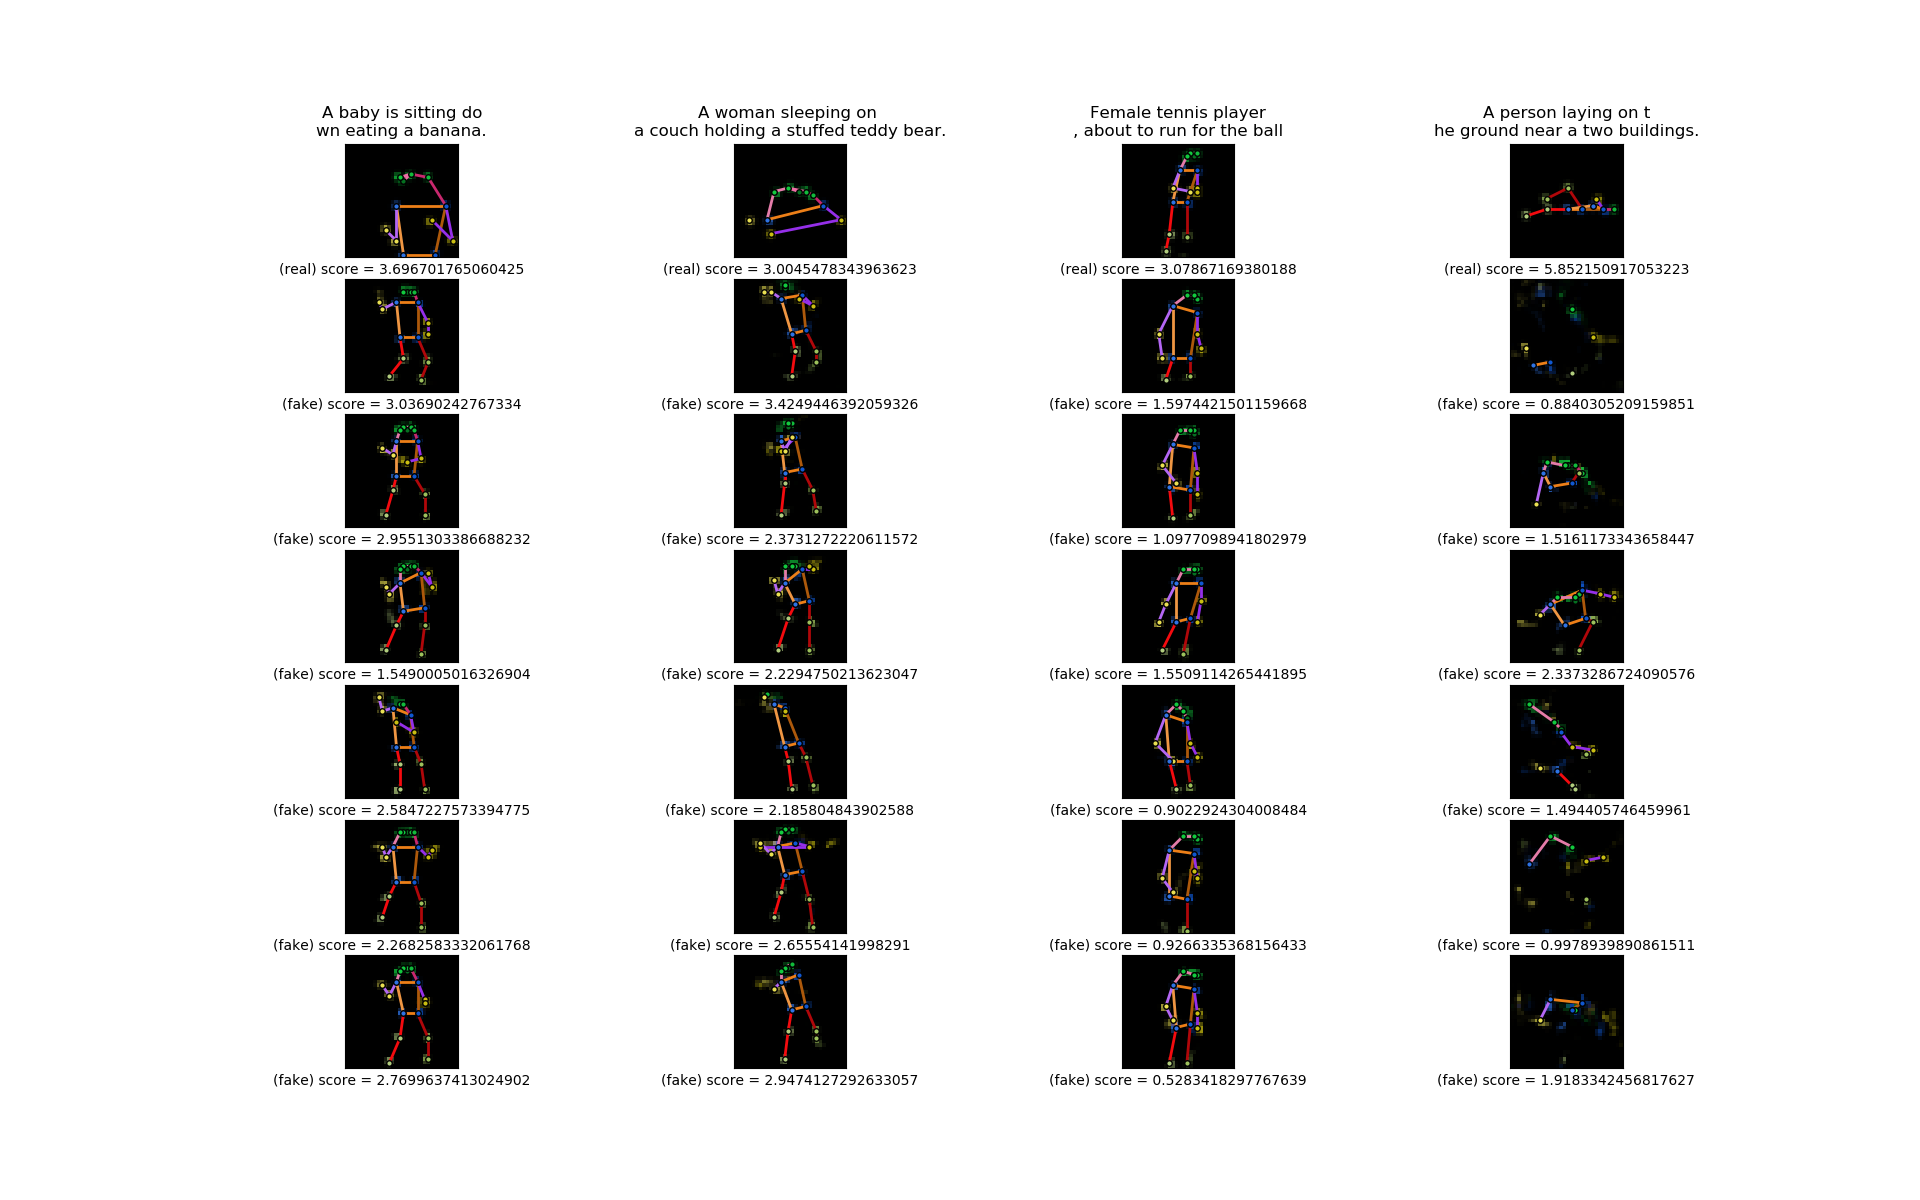 A baby is sitting do
wn eating a banana.
A woman sleeping on
a couch holding a stuffed teddy bear.
Female tennis player
, about to run for the ball
A person laying on t
he ground near a two buildings.
(real) score = 3.696701765060425
(real) score = 3.0045478343963623
(real) score = 3.07867169380188
(real) score = 5.852150917053223
(fake) score = 3.03690242767334
(fake) score = 3.4249446392059326
(fake) score = 1.5974421501159668
(fake) score = 0.8840305209159851
(fake) score = 2.9551303386688232
(fake) score = 2.3731272220611572
(fake) score = 1.0977098941802979
(fake) score = 1.5161173343658447
(fake) score = 1.5490005016326904
(fake) score = 2.2294750213623047
(fake) score = 1.5509114265441895
(fake) score = 2.3373286724090576
(fake) score = 2.5847227573394775
(fake) score = 2.185804843902588
(fake) score = 0.9022924304008484
(fake) score = 1.494405746459961
(fake) score = 2.2682583332061768
(fake) score = 2.65554141998291
(fake) score = 0.9266335368156433
(fake) score = 0.9978939890861511
(fake) score = 2.7699637413024902
(fake) score = 2.9474127292633057
(fake) score = 0.5283418297767639
(fake) score = 1.9183342456817627